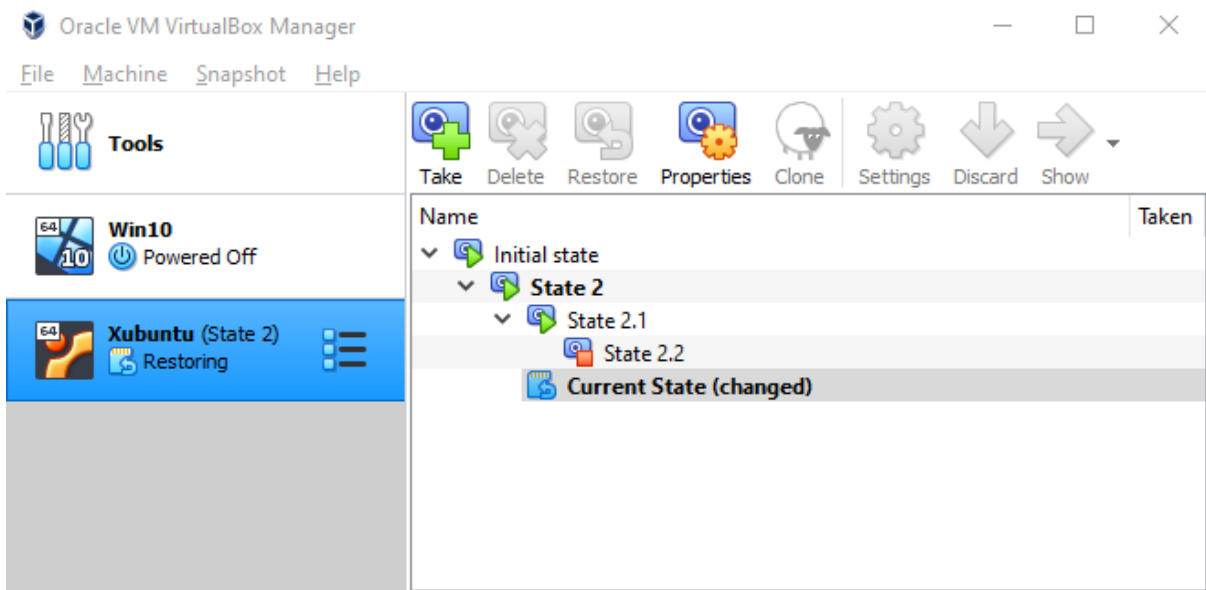 Oracle VM VirtualBox Manager
File Machine Snapshot Help
Tools
64
10
Win10
Powered Off
64
Xubuntu (State 2)
Restoring
Take Delete Restore Properties Clone Settings Discard Show
Name Taken
Initial state
State 2
State 2.1
State 2.2
Current State (changed)